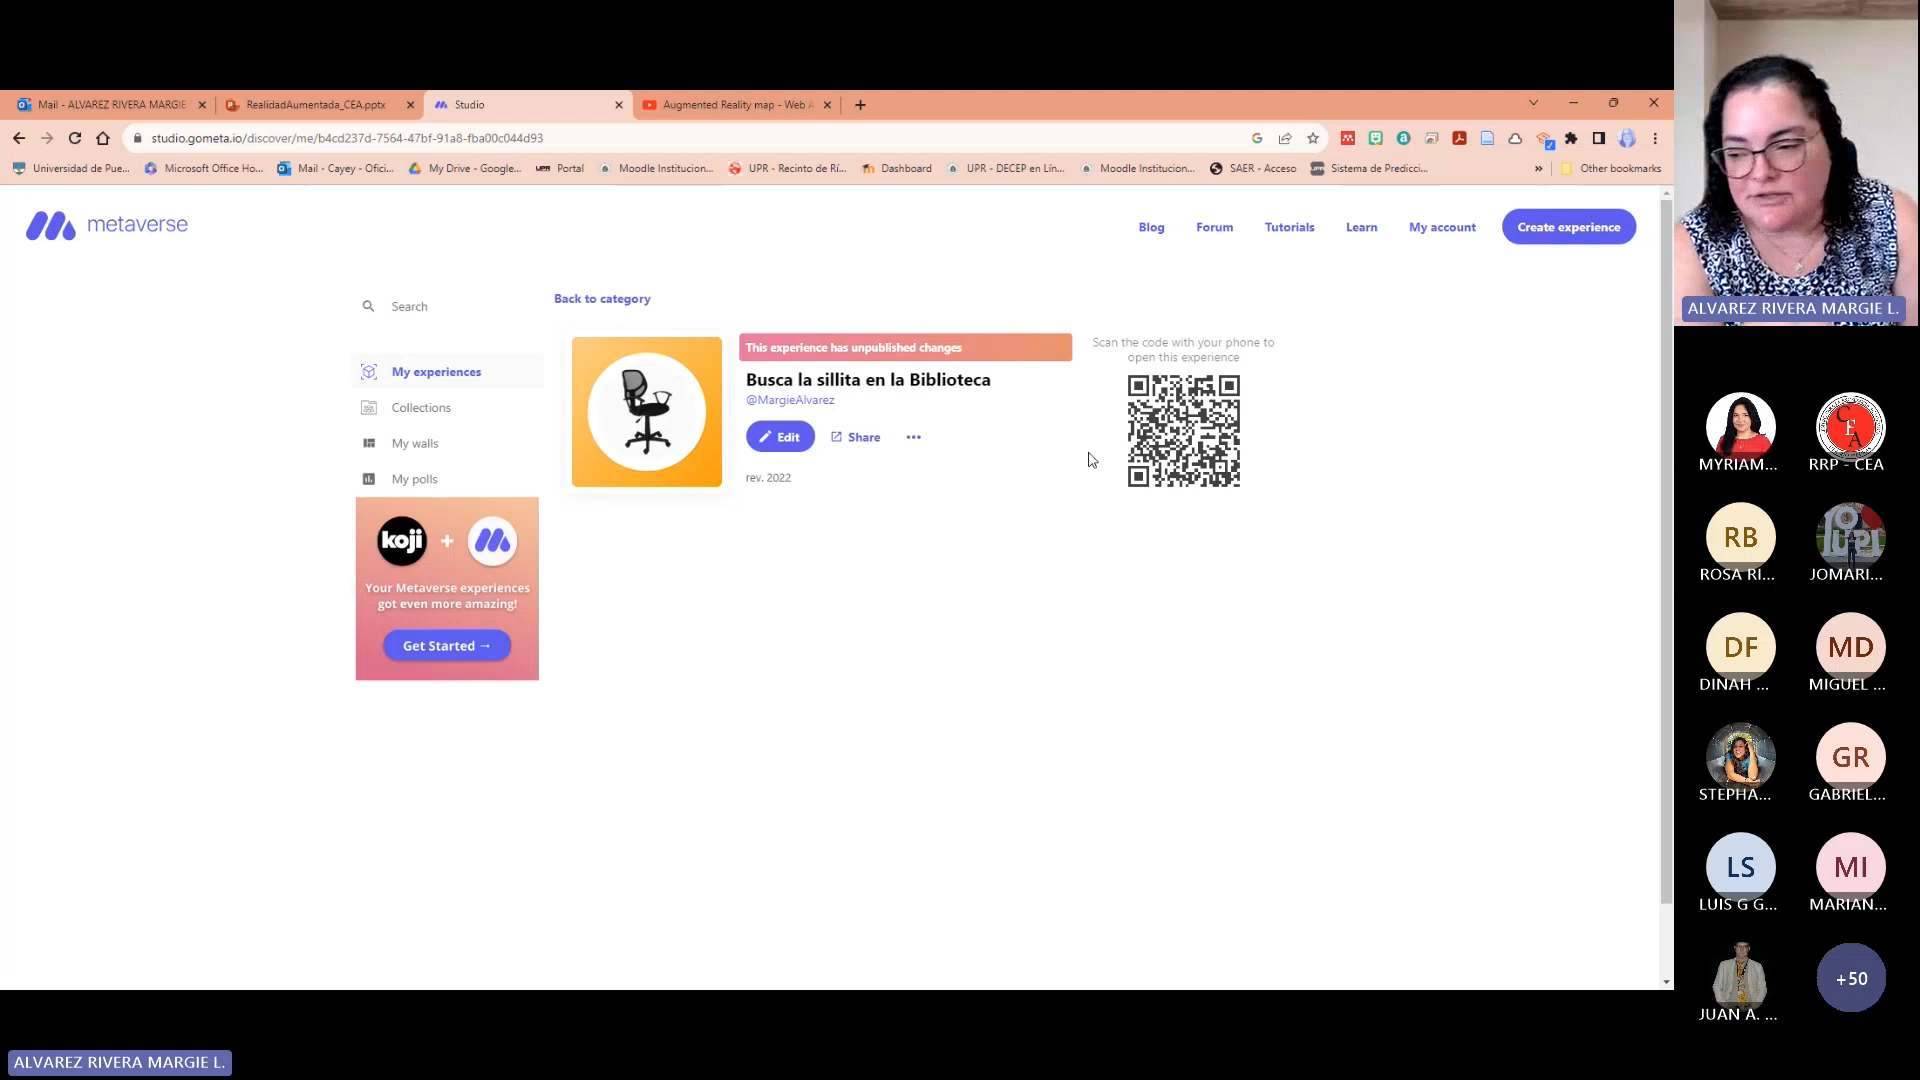 Mail - ALVAREZ RIVERA MARGIE
RealidadAumentada_CEA.pptx
Studio
Augmented Reality map - Web A
studio.gometa.io/discover/me/b4cd237d-7564-47bf-91a8-fba00c044d93
Universidad de Pue...
Microsoft Office Ho...
Mail - Cayey - Ofici...
My Drive - Google...
Portal
Moodle Institucion...
UPR - Recinto de Rí...
Dashboard
UPR - DECEP en Lín...
Moodle Institucion...
SAER - Acceso
Sistema de Predicci...
»
Other bookmarks
metaverse
Blog
Forum
Tutorials
Learn
My account
Create experience
Search
My experiences
Collections
My walls
My polls
koji + 
Your Metaverse experiences
got even more amazing!
Get Started →
Back to category
This experience has unpublished changes
Busca la sillita en la Biblioteca
@MargieAlvarez
Edit
Share
rev. 2022
Scan the code with your phone to
open this experience
ALVAREZ RIVERA MARGIE L.
MYRIAM...
CEA
RRP - CEA
RB
ROSA RI...
UPI
JOMARI...
DF
DINAH ...
MD
MIGUEL ...
STEPHA...
GR
GABRIEL...
LS
LUIS G G...
MI
MARIAN...
JUAN A. ...
+50
ALVAREZ RIVERA MARGIE L.